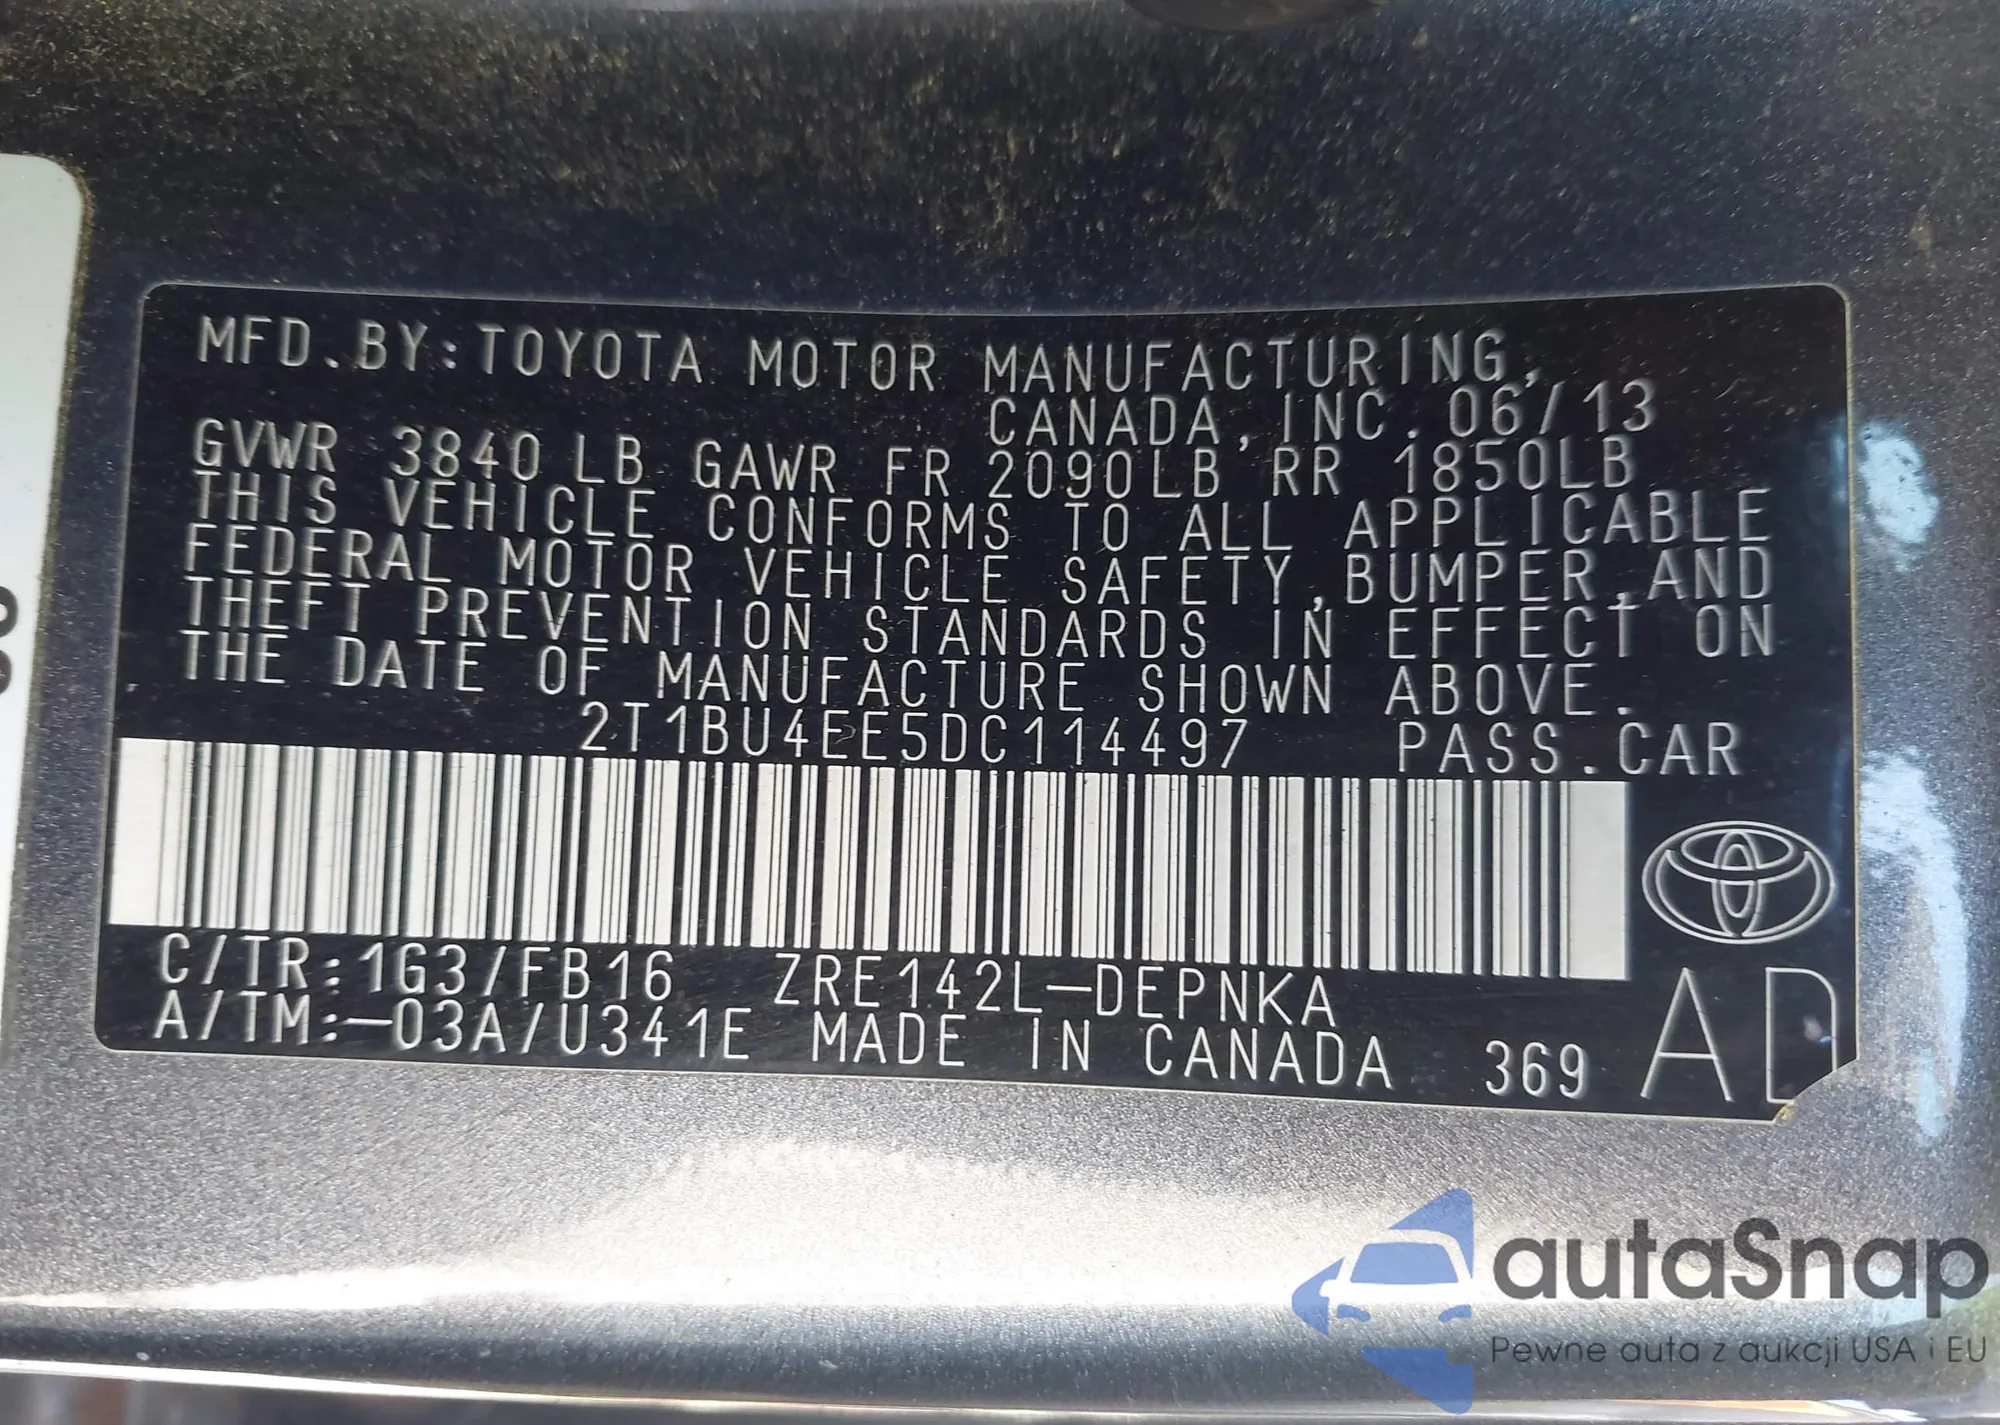 MFD.BY:TOYOTA MOTOR MANUFACTURING,
CANADA,INC. 06/13
GVWR 3840LB GAWR FR 2090LB RR 1850LB
THIS VEHICLE CONFORMS TO ALL APPLICABLE
FEDERAL MOTOR VEHICLE SAFETY,BUMPER,AND
THEFT PREVENTION STANDARDS IN EFFECT ON
THE DATE OF MANUFACTURE SHOWN ABOVE.
2T1BU4EE5DC114497 PASS.CAR
C/TR:1G3/FB16 ZRE142L-DEPNKA
A/TM:-03A/U341E MADE IN CANADA 369 AD
autaSnap
Pewne auta z aukcji USA i EU